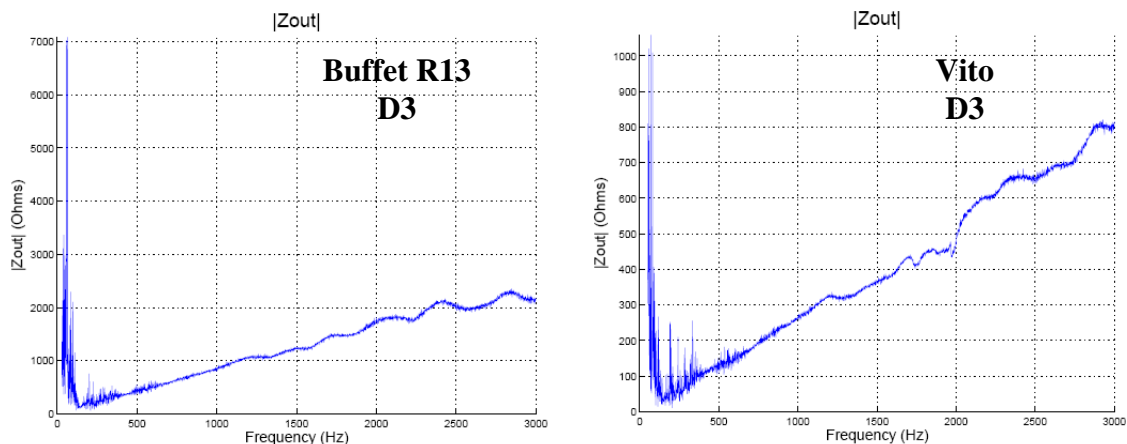 |Zout|
Buffet R13
D3
|Zout| (Ohms)
7000
6000
5000
4000
3000
2000
1000
0
0 500 1000 1500 2000 2500 3000
Frequency (Hz)
|Zout|
Vito
D3
|Zout| (Ohms)
1000
900
800
700
600
500
400
300
200
100
0
0 500 1000 1500 2000 2500 3000
Frequency (Hz)